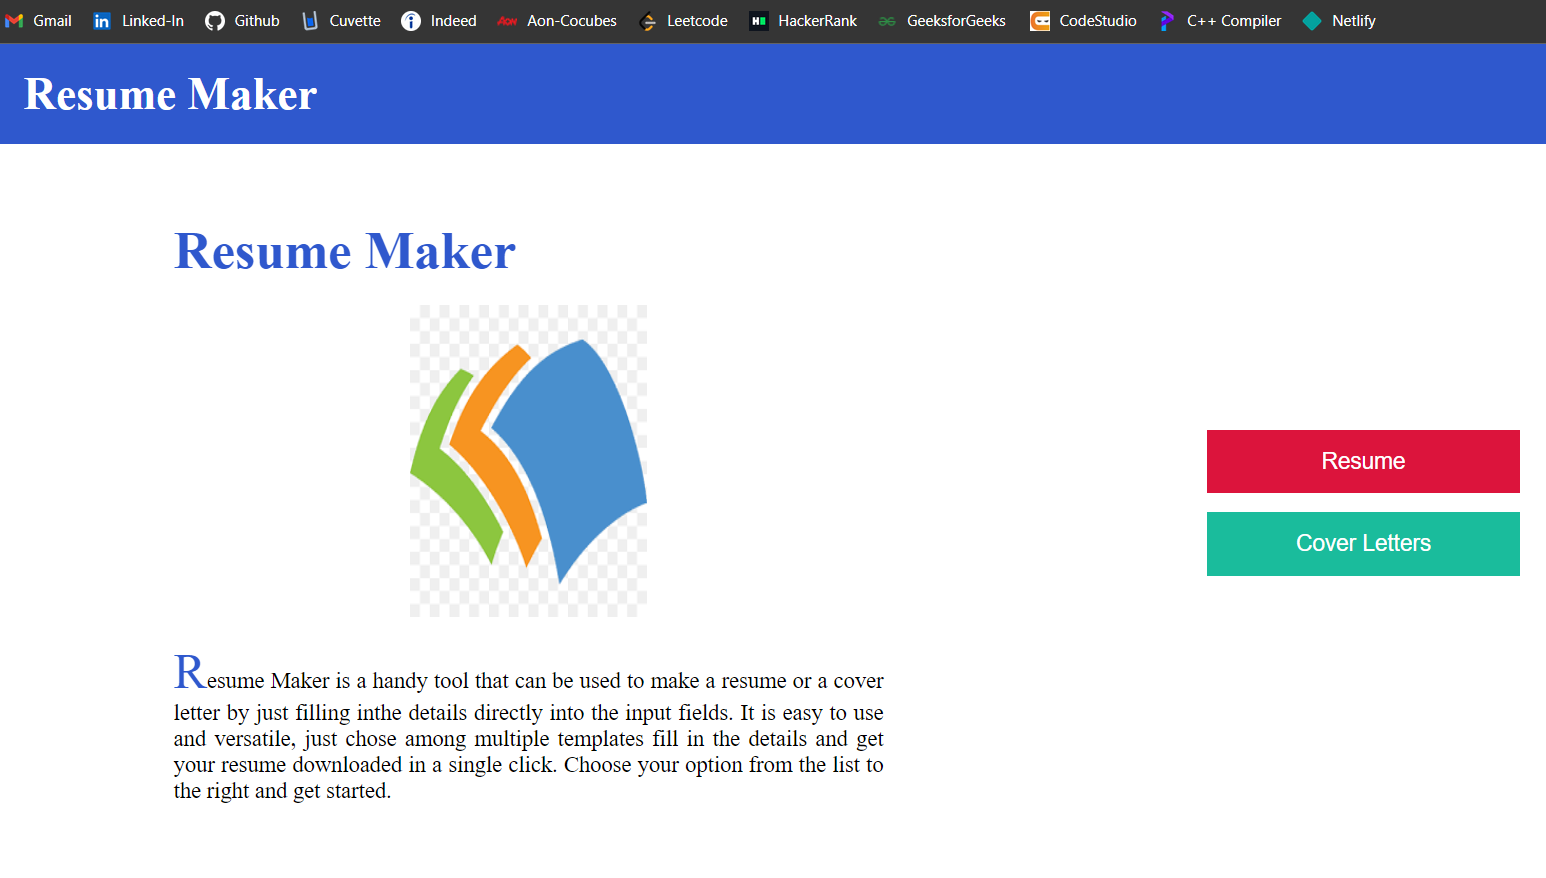 Gmail Linked-In Github Cuvette Indeed Aon Aon-Cocubes Leetcode HackerRank GeeksforGeeks CodeStudio C++ Compiler Netlify
Resume Maker
Resume Maker
Resume
Cover Letters
Resume Maker is a handy tool that can be used to make a resume or a cover
letter by just filling inthe details directly into the input fields. It is easy to use
and versatile, just chose among multiple templates fill in the details and get
your resume downloaded in a single click. Choose your option from the list to
the right and get started.